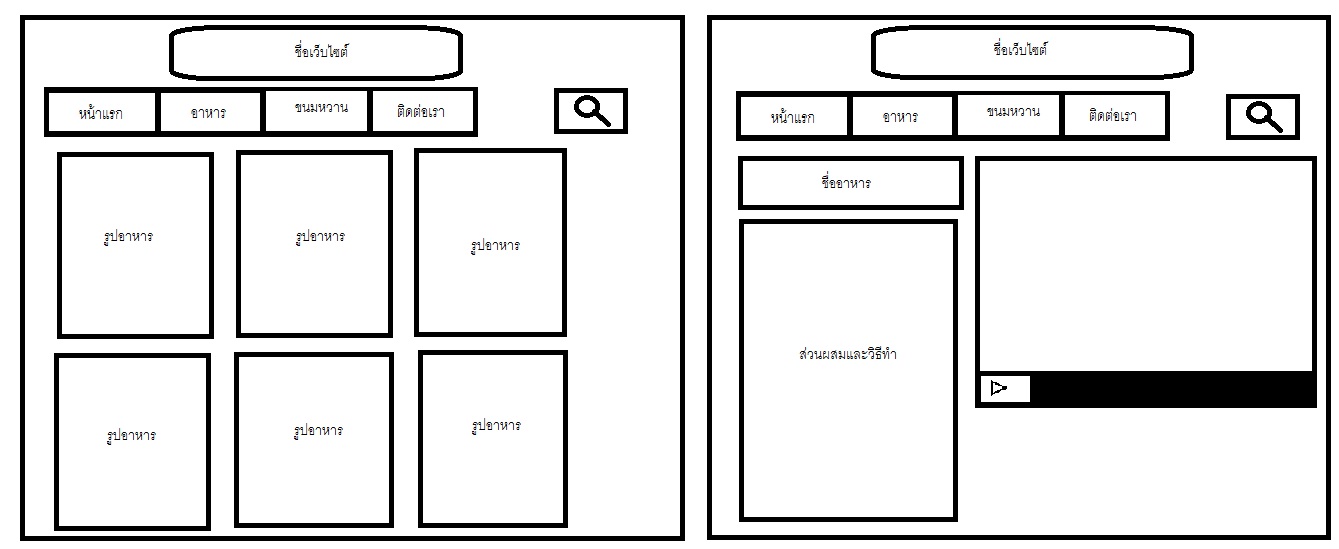 ชื่อเว็บไซต์
หน้าแรก
อาหาร
ขนมหวาน
ติดต่อเรา
รูปอาหาร
รูปอาหาร
รูปอาหาร
รูปอาหาร
รูปอาหาร
รูปอาหาร
ชื่อเว็บไซต์
หน้าแรก
อาหาร
ขนมหวาน
ติดต่อเรา
ชื่ออาหาร
ส่วนผสมและวิธีทำ